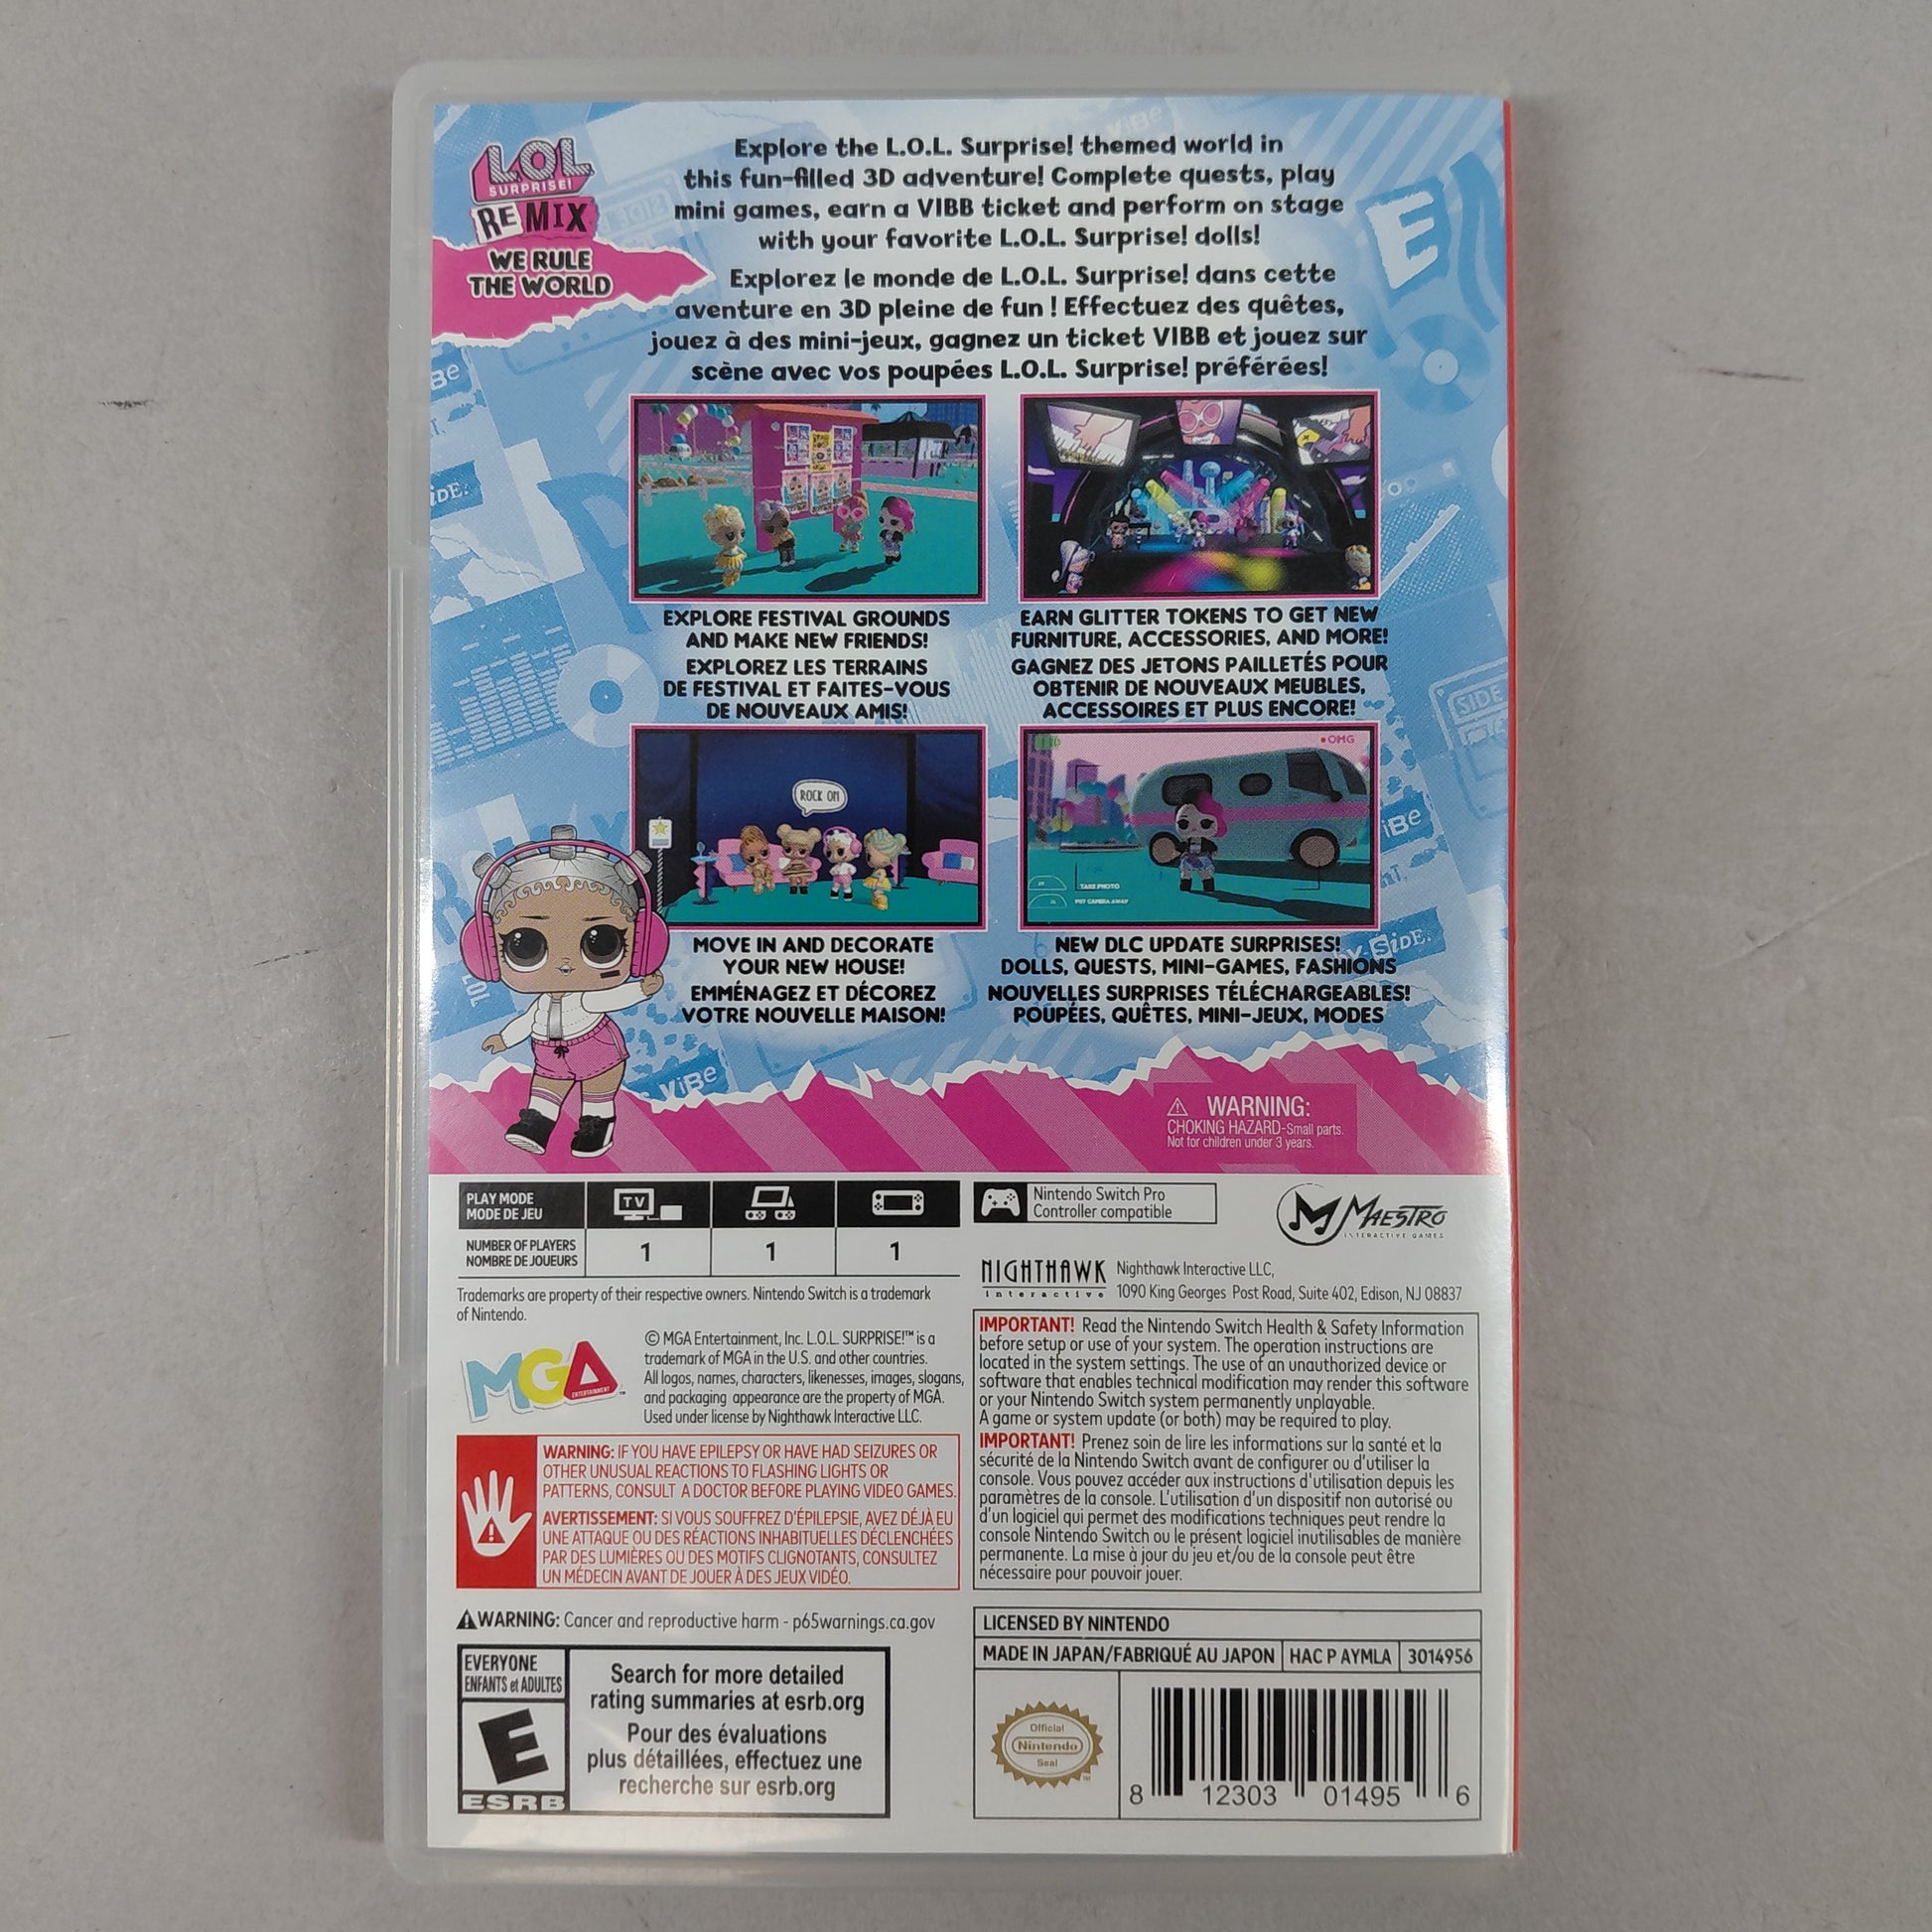 L.O.L.
SURPRISE!
REMIX
WE RULE
THE WORLD
Explore the L.O.L. Surprise! themed world in
this fun-filled 3D adventure! Complete quests, play
mini games, earn a VIBB ticket and perform on stage
with your favorite L.O.L. Surprise! dolls!
Explorez le monde de L.O.L. Surprise! dans cette
aventure en 3D pleine de fun ! Effectuez des quêtes,
jouez à des mini-jeux, gagnez un ticket VIBB et jouez sur
scène avec vos poupées L.O.L. Surprise! préférées!
EXPLORE FESTIVAL GROUNDS
AND MAKE NEW FRIENDS!
EXPLOREZ LES TERRAINS
DE FESTIVAL ET FAITES-VOUS
DE NOUVEAUX AMIS!
EARN GLITTER TOKENS TO GET NEW
FURNITURE, ACCESSORIES, AND MORE!
GAGNEZ DES JETONS PAILLETÉS POUR
OBTENIR DE NOUVEAUX MEUBLES,
ACCESSOIRES ET PLUS ENCORE!
ROCK ON
OMG
TAKE PHOTO
PUT CAMERA AWAY
MOVE IN AND DECORATE
YOUR NEW HOUSE!
EMMÉNAGEZ ET DÉCOREZ
VOTRE NOUVELLE MAISON!
NEW DLC UPDATE SURPRISES!
DOLLS, QUESTS, MINI-GAMES, FASHIONS
NOUVELLES SURPRISES TÉLÉCHARGEABLES!
POUPÉES, QUÊTES, MINI-JEUX, MODES
ViBe
WARNING:
CHOKING HAZARD-Small parts.
Not for children under 3 years.
PLAY MODE
MODE DE JEU
TV
NUMBER OF PLAYERS
NOMBRE DE JOUEURS
1 1 1
Nintendo Switch Pro
Controller compatible
MAESTRO
INTERACTIVE GAMES
Trademarks are property of their respective owners. Nintendo Switch is a trademark
of Nintendo.
NIGHTHAWK
interactive
Nighthawk Interactive LLC,
1090 King Georges Post Road, Suite 402, Edison, NJ 08837
MGA
ENTERTAINMENT
© MGA Entertainment, Inc. L.O.L. SURPRISE!™ is a
trademark of MGA in the U.S. and other countries.
All logos, names, characters, likenesses, images, slogans,
and packaging appearance are the property of MGA.
Used under license by Nighthawk Interactive LLC.
IMPORTANT! Read the Nintendo Switch Health & Safety Information
before setup or use of your system. The operation instructions are
located in the system settings. The use of an unauthorized device or
software that enables technical modification may render this software
or your Nintendo Switch system permanently unplayable.
A game or system update (or both) may be required to play.
IMPORTANT! Prenez soin de lire les informations sur la santé et la
sécurité de la Nintendo Switch avant de configurer ou d'utiliser la
console. Vous pouvez accéder aux instructions d'utilisation depuis les
paramètres de la console. L'utilisation d'un dispositif non autorisé ou
d'un logiciel qui permet des modifications techniques peut rendre la
console Nintendo Switch ou le présent logiciel inutilisables de manière
permanente. La mise à jour du jeu et/ou de la console peut être
nécessaire pour pouvoir jouer.
WARNING: IF YOU HAVE EPILEPSY OR HAVE HAD SEIZURES OR
OTHER UNUSUAL REACTIONS TO FLASHING LIGHTS OR
PATTERNS, CONSULT A DOCTOR BEFORE PLAYING VIDEO GAMES.
AVERTISSEMENT: SI VOUS SOUFFREZ D'ÉPILEPSIE, AVEZ DÉJÀ EU
UNE ATTAQUE OU DES RÉACTIONS INHABITUELLES DÉCLENCHÉES
PAR DES LUMIÈRES OU DES MOTIFS CLIGNOTANTS, CONSULTEZ
UN MÉDECIN AVANT DE JOUER À DES JEUX VIDÉO.
WARNING: Cancer and reproductive harm - p65warnings.ca.gov
EVERYONE
ENFANTS et ADULTES
E
ESRB
Search for more detailed
rating summaries at esrb.org
Pour des évaluations
plus détaillées, effectuez une
recherche sur esrb.org
LICENSED BY NINTENDO
MADE IN JAPAN/FABRIQUÉ AU JAPON HAC P AYMLA 3014956
Official
Nintendo
Seal
8 12303 01495 6